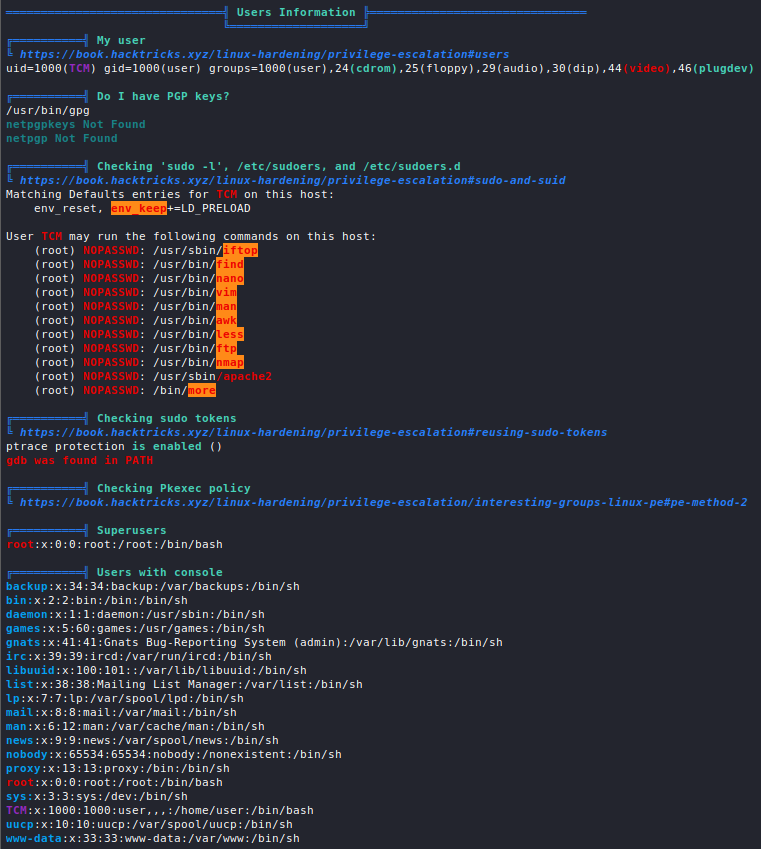 Users Information
My user
https://book.hacktricks.xyz/linux-hardening/privilege-escalation#users
uid=1000(TCM) gid=1000(user) groups=1000(user),24(cdrom),25(floppy),29(audio),30(dip),44(video),46(plugdev)
Do I have PGP keys?
/usr/bin/gpg
netpgpkeys Not Found
netpgp Not Found
Checking 'sudo -l', /etc/sudoers, and /etc/sudoers.d
https://book.hacktricks.xyz/linux-hardening/privilege-escalation#sudo-and-suid
Matching Defaults entries for TCM on this host:
env_reset, env_keep+=LD_PRELOAD
User TCM may run the following commands on this host:
(root) NOPASSWD: /usr/sbin/iftop
(root) NOPASSWD: /usr/bin/find
(root) NOPASSWD: /usr/bin/nano
(root) NOPASSWD: /usr/bin/vim
(root) NOPASSWD: /usr/bin/man
(root) NOPASSWD: /usr/bin/awk
(root) NOPASSWD: /usr/bin/less
(root) NOPASSWD: /usr/bin/ftp
(root) NOPASSWD: /usr/bin/nmap
(root) NOPASSWD: /usr/sbin/apache2
(root) NOPASSWD: /bin/more
Checking sudo tokens
https://book.hacktricks.xyz/linux-hardening/privilege-escalation#reusing-sudo-tokens
ptrace protection is enabled ()
gdb was found in PATH
Checking Pkexec policy
https://book.hacktricks.xyz/linux-hardening/privilege-escalation/interesting-groups-linux-pe#pe-method-2
Superusers
root:x:0:0:root:/root:/bin/bash
Users with console
backup:x:34:34:backup:/var/backups:/bin/sh
bin:x:2:2:bin:/bin:/bin/sh
daemon:x:1:1:daemon:/usr/sbin:/bin/sh
games:x:5:60:games:/usr/games:/bin/sh
gnats:x:41:41:Gnats Bug-Reporting System (admin):/var/lib/gnats:/bin/sh
irc:x:39:39:ircd:/var/run/ircd:/bin/sh
libuuid:x:100:101::/var/lib/libuuid:/bin/sh
list:x:38:38:Mailing List Manager:/var/list:/bin/sh
lp:x:7:7:lp:/var/spool/lpd:/bin/sh
mail:x:8:8:mail:/var/mail:/bin/sh
man:x:6:12:man:/var/cache/man:/bin/sh
news:x:9:9:news:/var/spool/news:/bin/sh
nobody:x:65534:65534:nobody:/nonexistent:/bin/sh
proxy:x:13:13:proxy:/bin:/bin/sh
root:x:0:0:root:/root:/bin/bash
sys:x:3:3:sys:/dev:/bin/sh
TCM:x:1000:1000:user,,,:/home/user:/bin/bash
uucp:x:10:10:uucp:/var/spool/uucp:/bin/sh
www-data:x:33:33:www-data:/var/www:/bin/sh